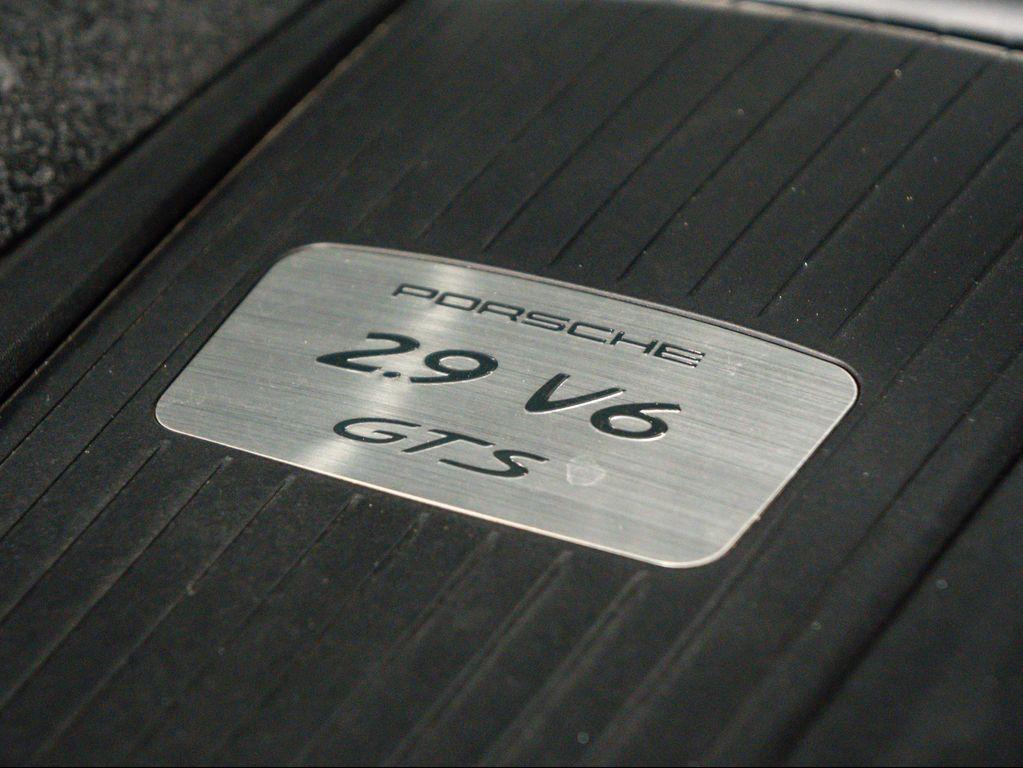 PORSCHE
2.9 V6
GTS